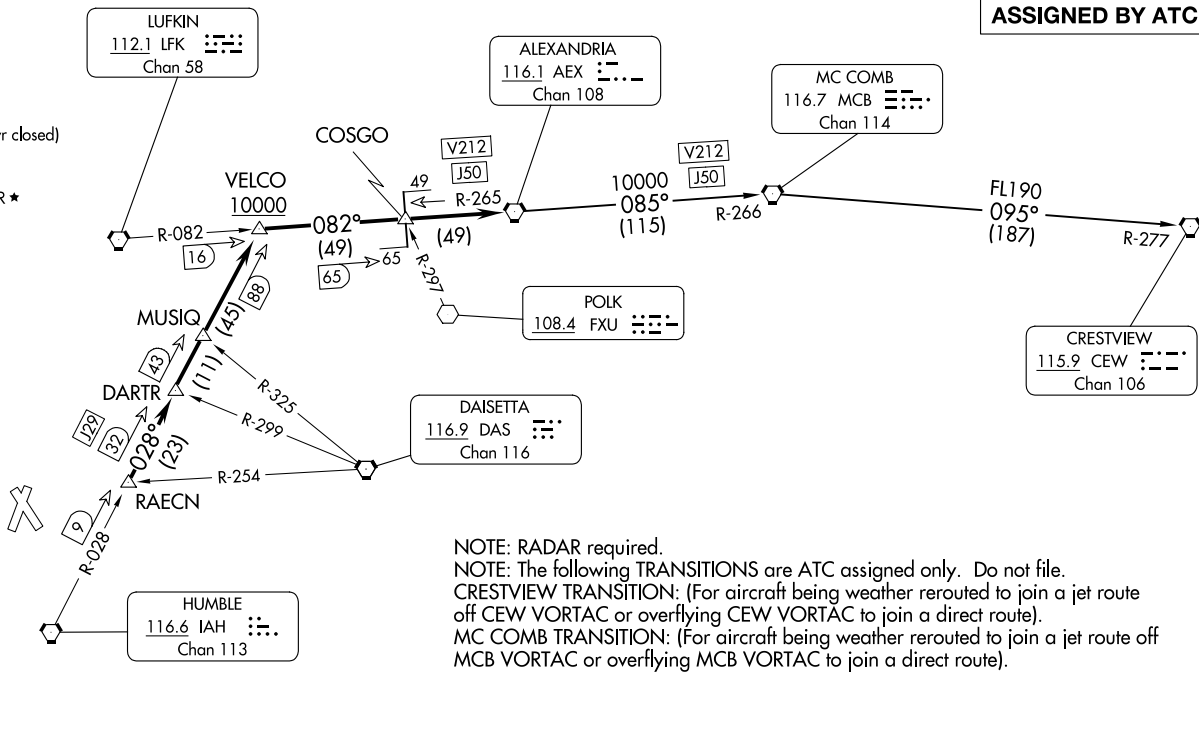 ASSIGNED BY ATC
LUFKIN
112.1 LFK
Chan 58
ALEXANDRIA
116.1 AEX
Chan 108
MC COMB
116.7 MCB
Chan 114
r closed)
R ★
COSGO
V212
J50
V212
J50
VELCO
10000
49
R-265
10000
085°
(115)
R-266
FL190
095°
(187)
R-277
R-082
16
082°
(49)
65
65
(49)
R-297
88
POLK
108.4 FXU
MUSIQ
(45)
43
(11)
CRESTVIEW
115.9 CEW
Chan 106
DARTR
R-325
R-299
J29
32
028°
(23)
DAISETTA
116.9 DAS
Chan 116
R-254
RAECN
9
R-028
HUMBLE
116.6 IAH
Chan 113
NOTE: RADAR required.
NOTE: The following TRANSITIONS are ATC assigned only. Do not file.
CRESTVIEW TRANSITION: (For aircraft being weather rerouted to join a jet route
off CEW VORTAC or overflying CEW VORTAC to join a direct route).
MC COMB TRANSITION: (For aircraft being weather rerouted to join a jet route off
MCB VORTAC or overflying MCB VORTAC to join a direct route).